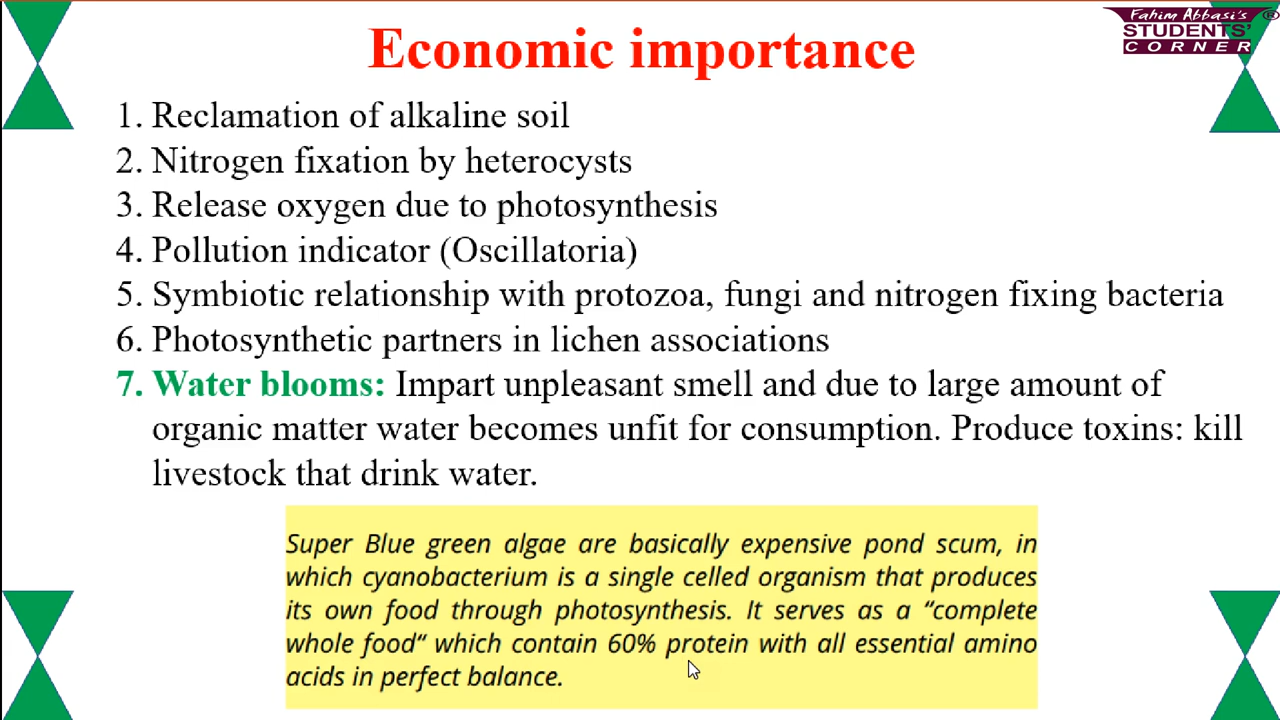 Fahim Abbasi's ®
STUDENTS'
CORNER
Economic importance
1. Reclamation of alkaline soil
2. Nitrogen fixation by heterocysts
3. Release oxygen due to photosynthesis
4. Pollution indicator (Oscillatoria)
5. Symbiotic relationship with protozoa, fungi and nitrogen fixing bacteria
6. Photosynthetic partners in lichen associations
7. Water blooms: Impart unpleasant smell and due to large amount of
organic matter water becomes unfit for consumption. Produce toxins: kill
livestock that drink water.
Super Blue green algae are basically expensive pond scum, in
which cyanobacterium is a single celled organism that produces
its own food through photosynthesis. It serves as a “complete
whole food“ which contain 60% protein with all essential amino
acids in perfect balance.